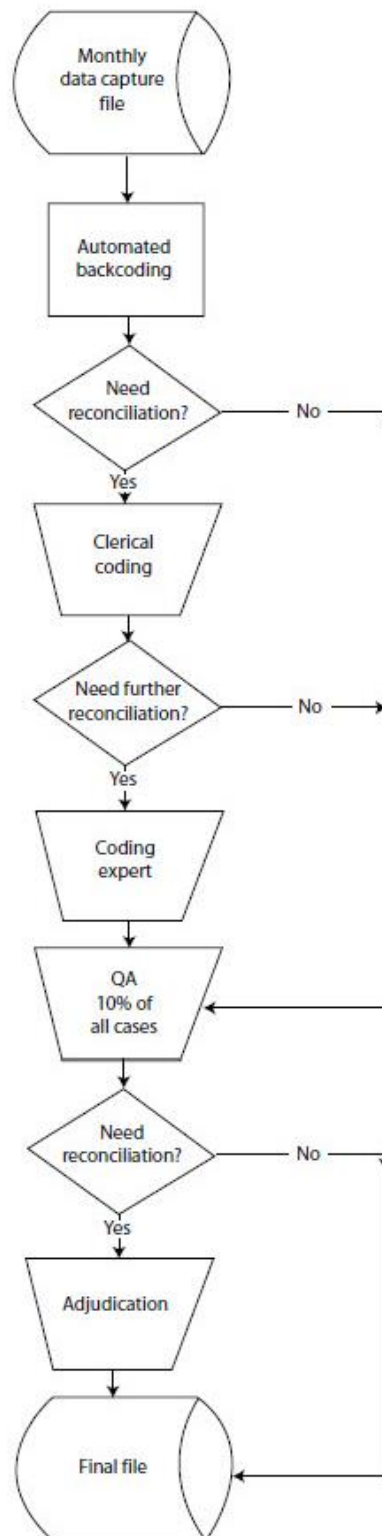 Monthly
data capture
file
Automated
backcoding
Need
reconciliation?
No
Yes
Clerical
coding
Need further
reconciliation?
No
Yes
Coding
expert
QA
10% of
all cases
Need
reconciliation?
No
Yes
Adjudication
Final file